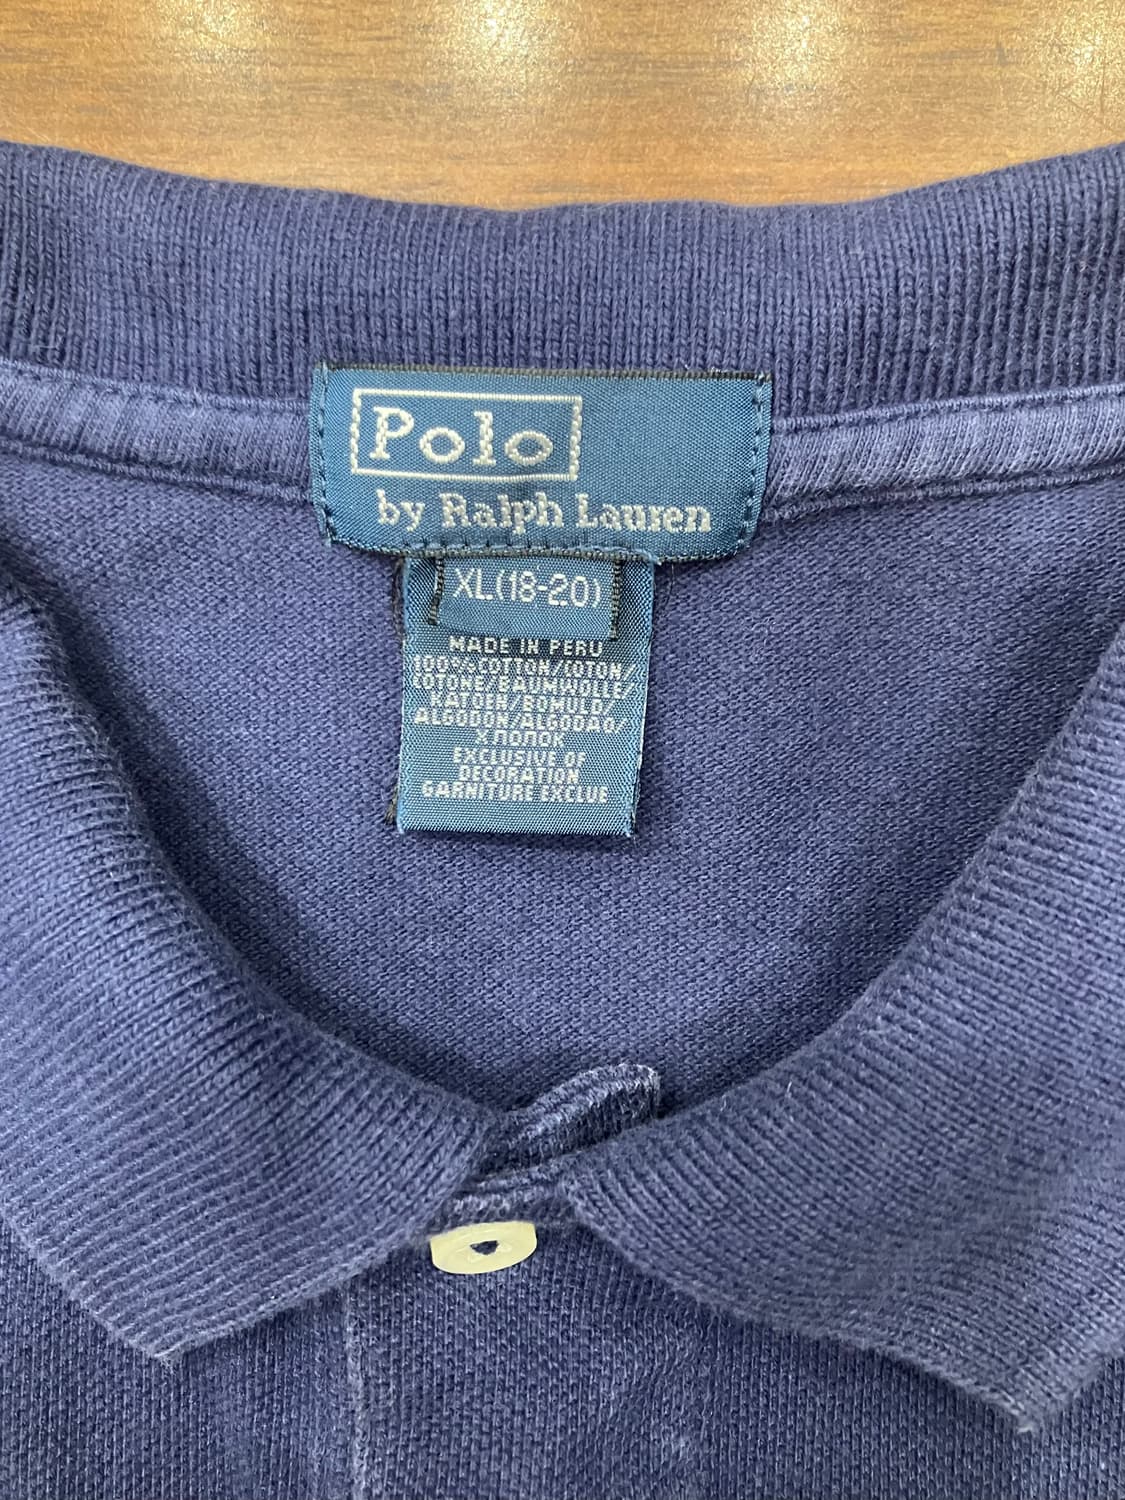 Polo
by Ralph Lauren
XL(18-20)
MADE IN PERU
100% COTTON/COTON/
COTONE/BAUMWOLLE/
KATOEN/BOMULD/
ALGODON/ALGODAO/
ХЛОПОК
EXCLUSIVE OF
DECORATION
GARNITURE EXCLUE